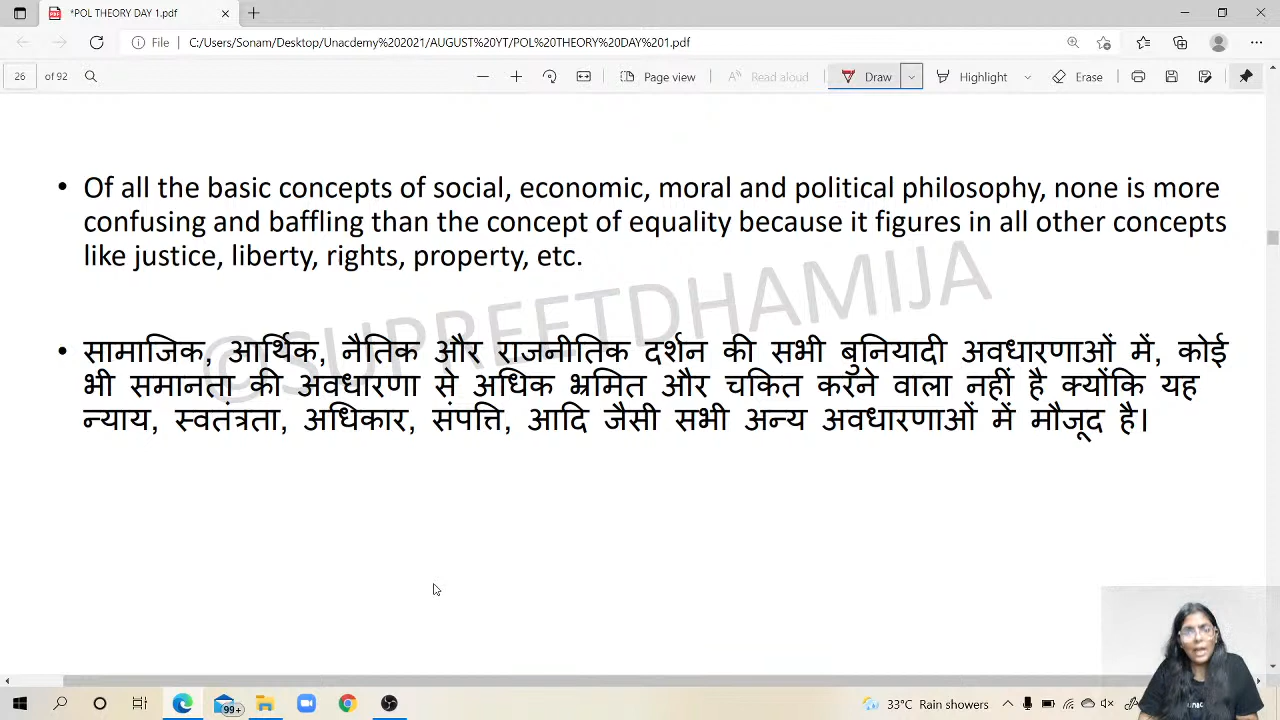 *POL THEORY DAY 1.pdf
File C:/Users/Sonam/Desktop/Unacdemy%202021/AUGUST%20YT/POL%20THEORY%20DAY%201.pdf
26 of 92 Page view Read aloud Draw Highlight Erase
• Of all the basic concepts of social, economic, moral and political philosophy, none is more
confusing and baffling than the concept of equality because it figures in all other concepts
like justice, liberty, rights, property, etc.
©SUPREETDHAMIJA
• सामाजिक, आर्थिक, नैतिक और राजनीतिक दर्शन की सभी बुनियादी अवधारणाओं में, कोई
भी समानता की अवधारणा से अधिक भ्रमित और चकित करने वाला नहीं है क्योंकि यह
न्याय, स्वतंत्रता, अधिकार, संपत्ति, आदि जैसी सभी अन्य अवधारणाओं में मौजूद है।
99+ 33°C Rain showers